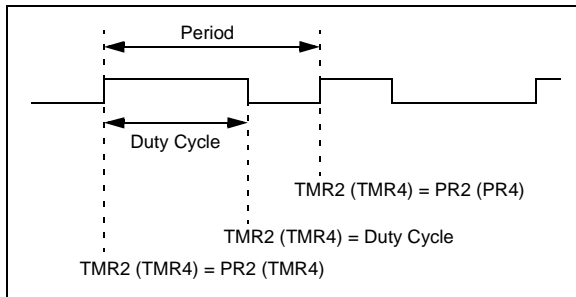 Period
Duty Cycle
TMR2 (TMR4) = PR2 (PR4)
TMR2 (TMR4) = Duty Cycle
TMR2 (TMR4) = PR2 (TMR4)